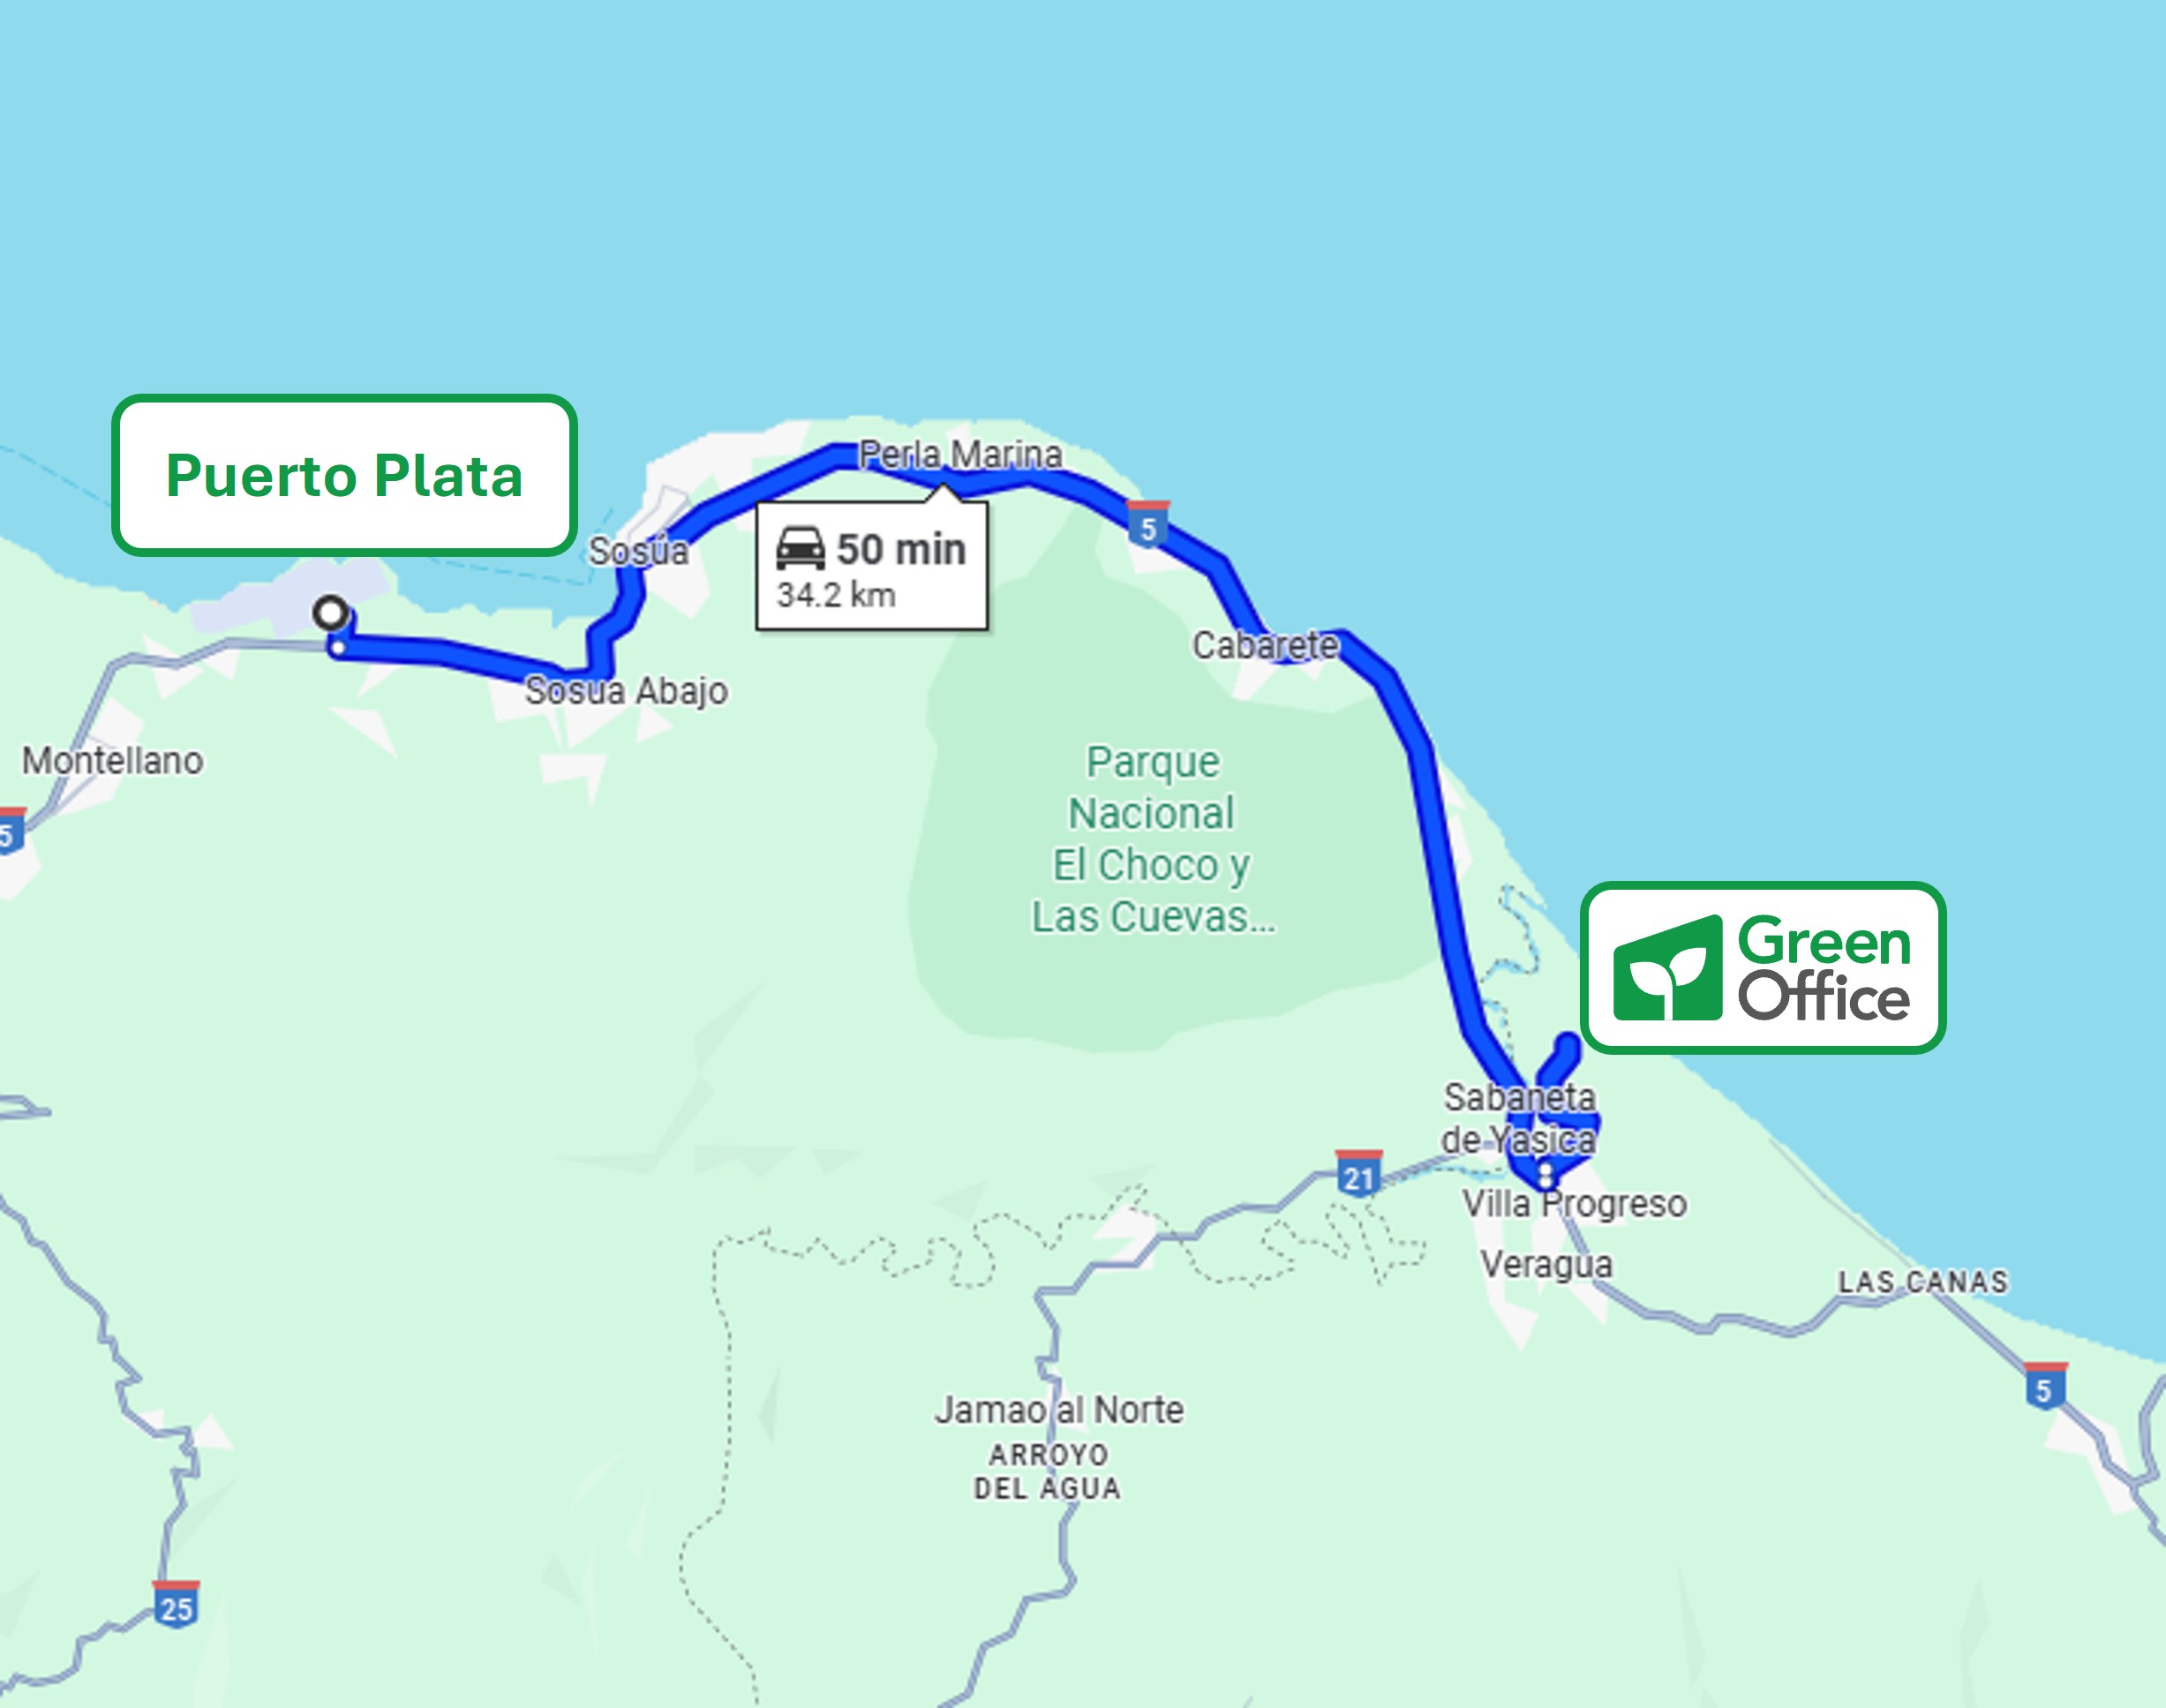 Puerto Plata
Perla Marina
5
Sosúa
50 min
34.2 km
Cabarete
Sosua Abajo
Montellano
5
Parque
Nacional
El Choco y
Las Cuevas...
Green
Office
Sabaneta
de Yasica
21
Villa Progreso
Veragua
LAS CANAS
5
Jamao al Norte
ARROYO
DEL AGUA
25